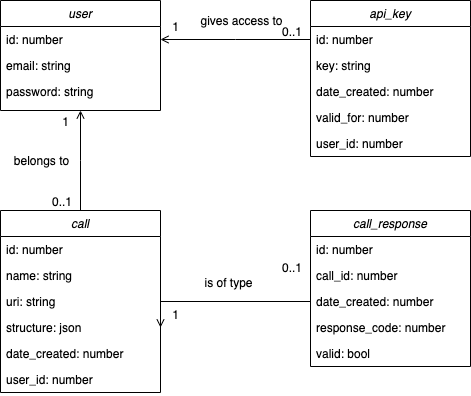 user
id: number
email: string
password: string
1
gives access to
0..1
api_key
id: number
key: string
date_created: number
valid_for: number
user_id: number
1
belongs to
0..1
call
id: number
name: string
uri: string
structure: json
date_created: number
user_id: number
is of type
0..1
1
call_response
id: number
call_id: number
date_created: number
response_code: number
valid: bool